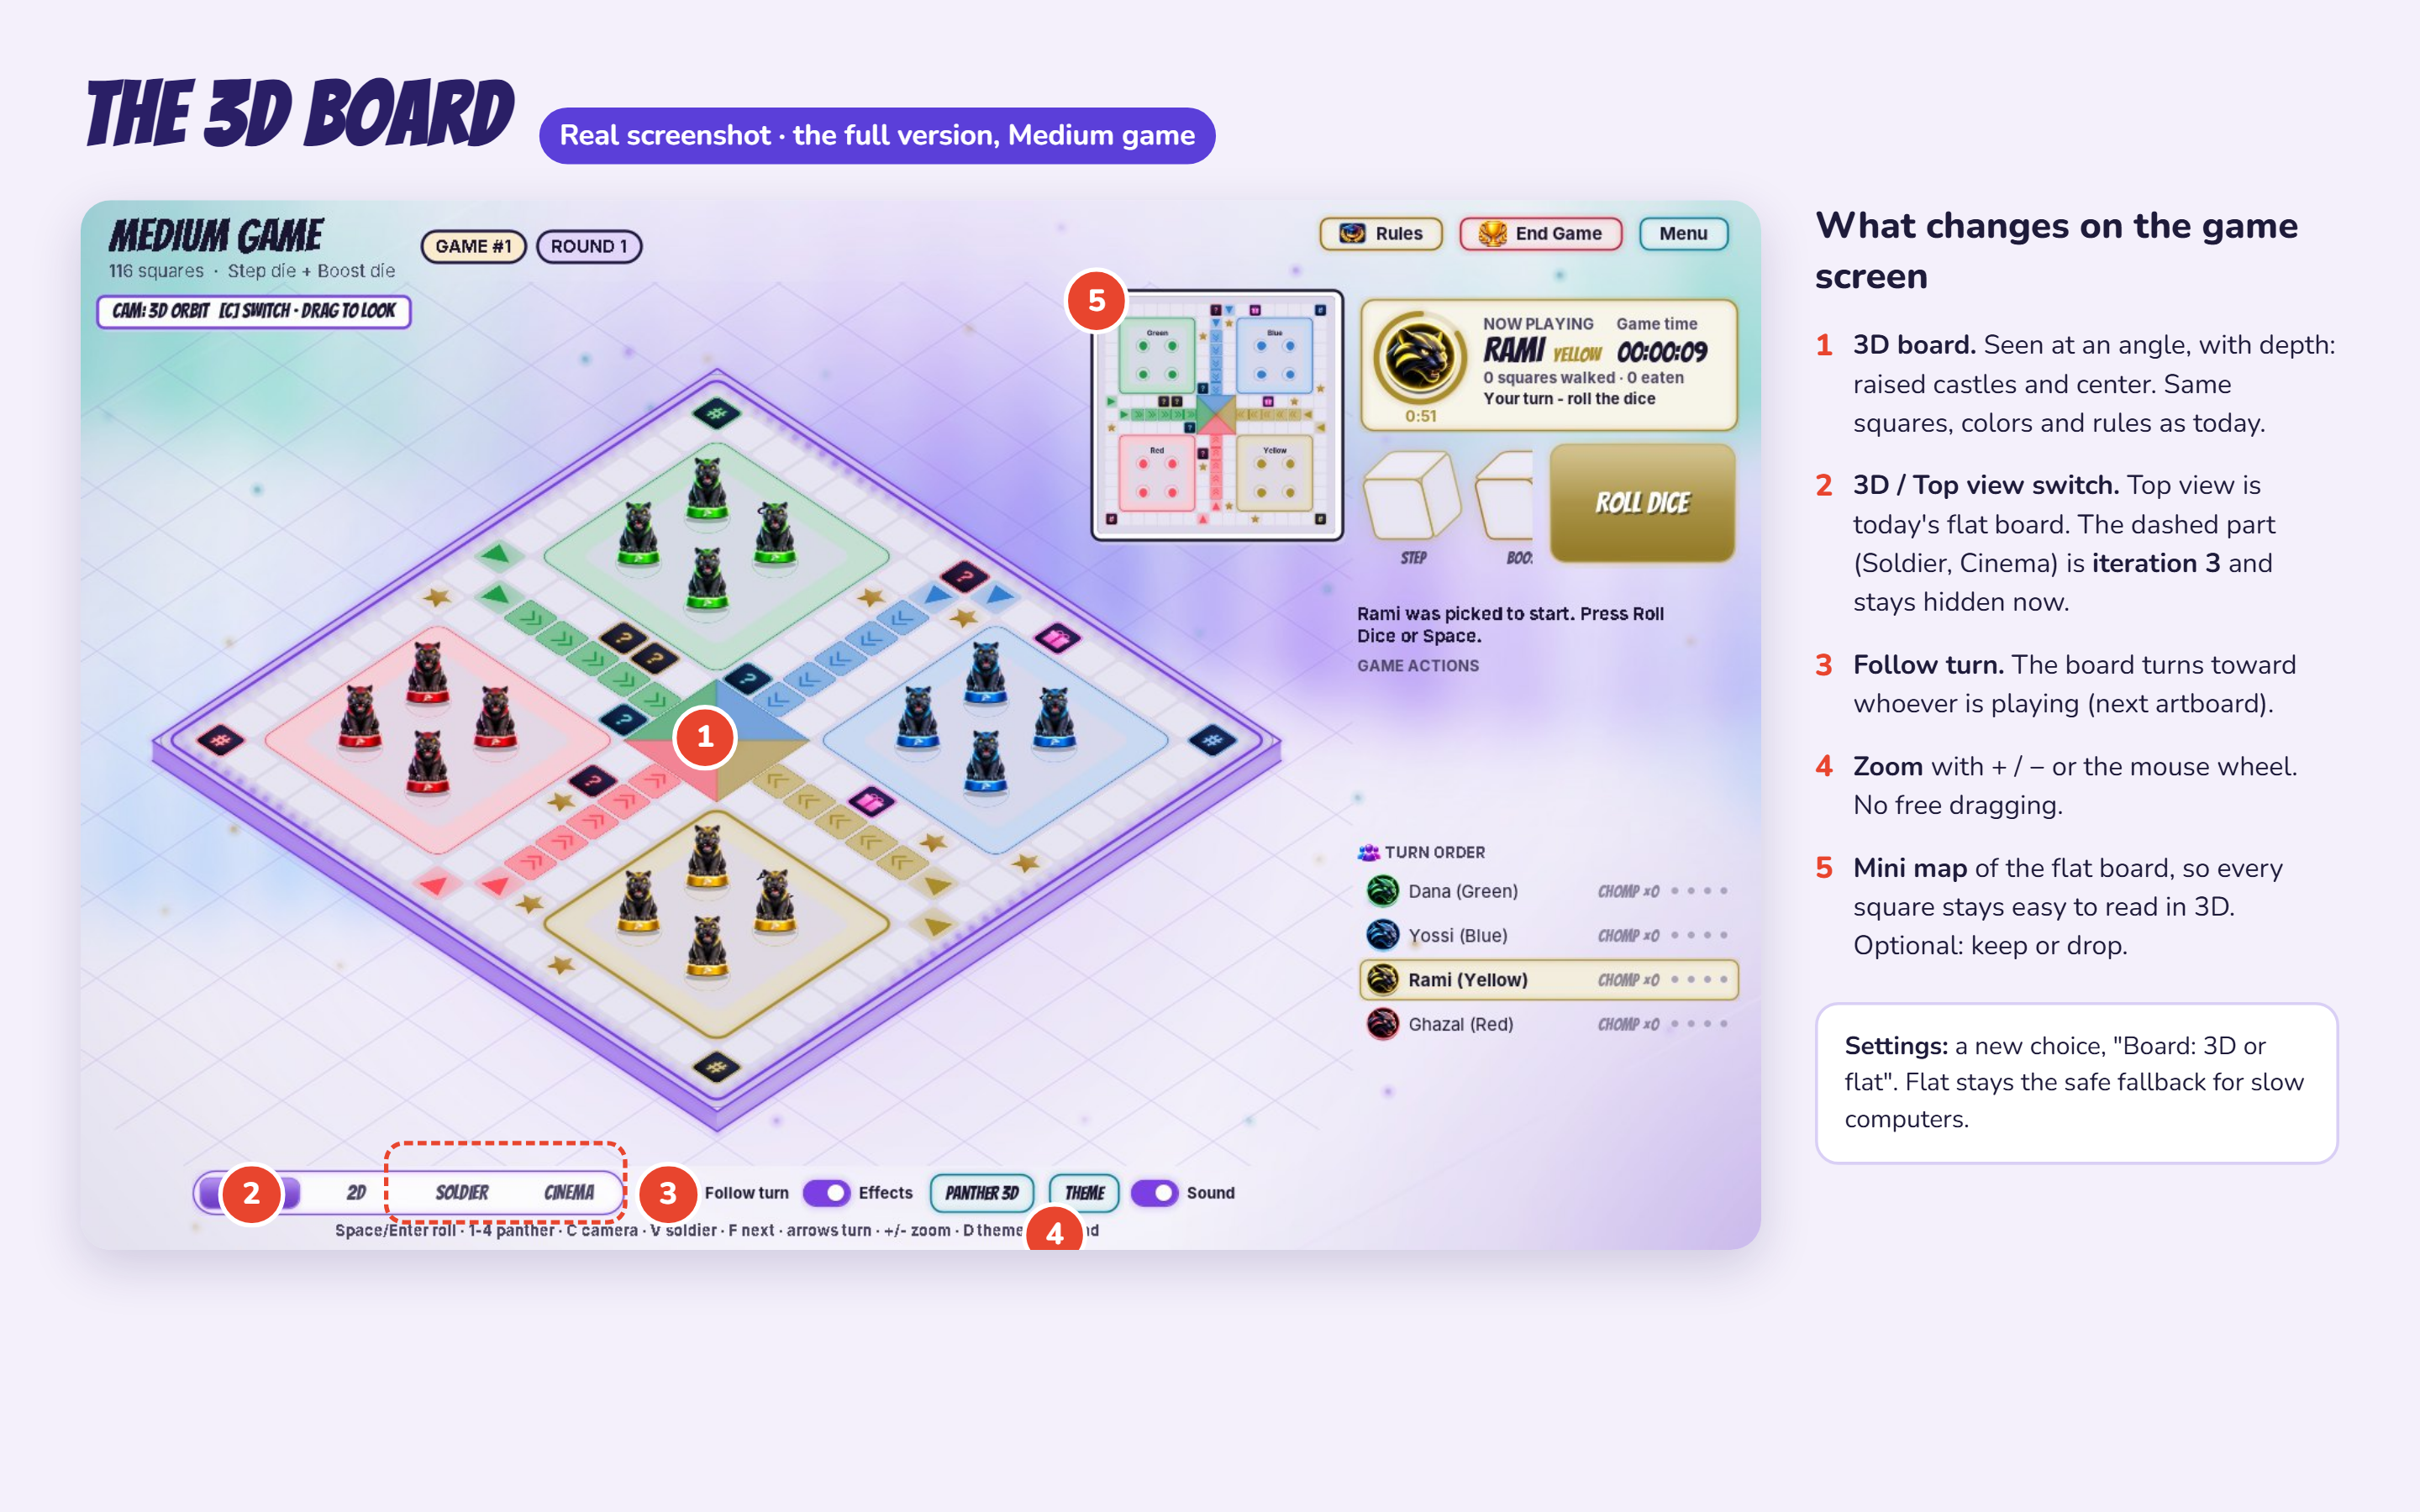 THE 3D BOARD
Real screenshot · the full version, Medium game
MEDIUM GAME
116 squares · Step die + Boost die
GAME #1
ROUND 1
Rules
End Game
Menu
CAM: 3D ORBIT [C] SWITCH · DRAG TO LOOK
5
Green
Blue
Red
Yellow
NOW PLAYING
Game time
RAMI YELLOW 00:00:09
0 squares walked · 0 eaten
Your turn - roll the dice
0:51
STEP
BOO
ROLL DICE
Rami was picked to start. Press Roll
Dice or Space.
GAME ACTIONS
1
TURN ORDER
Dana (Green) CHOMP ×0
Yossi (Blue) CHOMP ×0
Rami (Yellow) CHOMP ×0
Ghazal (Red) CHOMP ×0
2
2D
SOLDIER
CINEMA
3
Follow turn
Effects
PANTHER 3D
THEME
Sound
Space/Enter roll · 1-4 panther · C camera · V soldier · F next · arrows turn · +/- zoom · D theme
4
What changes on the game
screen
1 3D board. Seen at an angle, with depth:
raised castles and center. Same
squares, colors and rules as today.
2 3D / Top view switch. Top view is
today's flat board. The dashed part
(Soldier, Cinema) is iteration 3 and
stays hidden now.
3 Follow turn. The board turns toward
whoever is playing (next artboard).
4 Zoom with + / − or the mouse wheel.
No free dragging.
5 Mini map of the flat board, so every
square stays easy to read in 3D.
Optional: keep or drop.
Settings: a new choice, "Board: 3D or
flat". Flat stays the safe fallback for slow
computers.